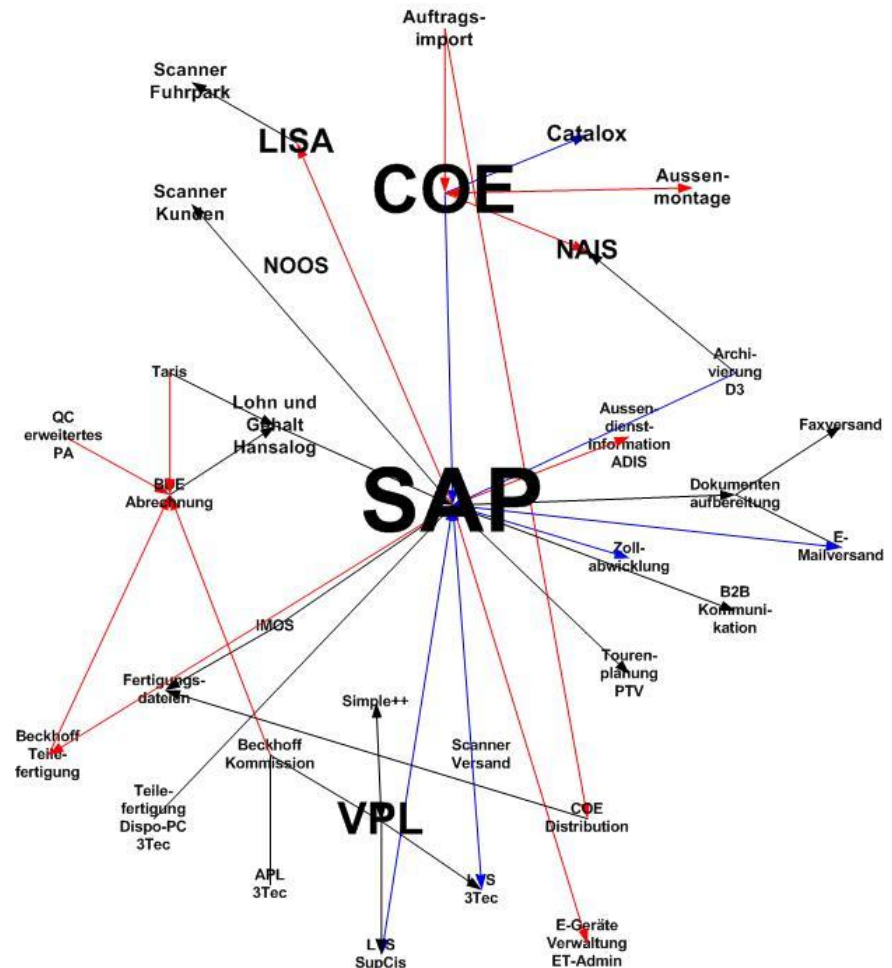 Auftrags-
import
Scanner
Fuhrpark
LISA
Catalox
COE
Aussen-
montage
Scanner
Kunden
NAIS
NOOS
Archi-
vierung
D3
Taris
Lohn und
Gehalt
Hansalog
Aussen-
dienst-
information
ADIS
QC
erweitertes
PA
Faxversand
BDE
Abrechnung
SAP
Dokumenten
aufbereitung
E-
Mailversand
Zoll-
abwicklung
B2B
Kommuni-
kation
IMOS
Touren-
planung
PTV
Fertigungs-
dateien
Simple++
Beckhoff
Teile-
fertigung
Beckhoff
Kommission
Scanner
Versand
Teile-
fertigung
Dispo-PC
3Tec
VPL
COE
Distribution
APL
3Tec
LVS
3Tec
LVS
SupCis
E-Geräte
Verwaltung
ET-Admin